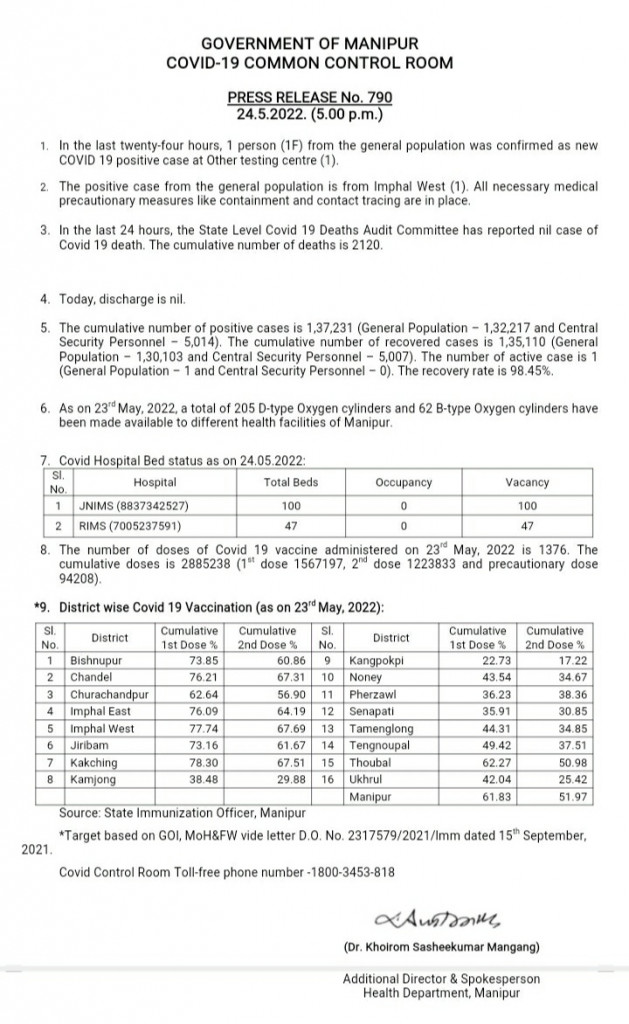 GOVERNMENT OF MANIPUR
COVID-19 COMMON CONTROL ROOM
PRESS RELEASE No. 790
24.5.2022. (5.00 p.m.)
1. In the last twenty-four hours, 1 person (1F) from the general population was confirmed as new
COVID 19 positive case at Other testing centre (1).
2. The positive case from the general population is from Imphal West (1). All necessary medical
precautionary measures like containment and contact tracing are in place.
3. In the last 24 hours, the State Level Covid 19 Deaths Audit Committee has reported nil case of
Covid 19 death. The cumulative number of deaths is 2120.
4. Today, discharge is nil.
5. The cumulative number of positive cases is 1,37,231 (General Population – 1,32,217 and Central
Security Personnel – 5,014). The cumulative number of recovered cases is 1,35,110 (General
Population – 1,30,103 and Central Security Personnel – 5,007). The number of active case is 1
(General Population – 1 and Central Security Personnel – 0). The recovery rate is 98.45%.
6. As on 23rd May, 2022, a total of 205 D-type Oxygen cylinders and 62 B-type Oxygen cylinders have
been made available to different health facilities of Manipur.
7. Covid Hospital Bed status as on 24.05.2022:
Sl. No. Hospital Total Beds Occupancy Vacancy
1 JNIMS (8837342527) 100 0 100
2 RIMS (7005237591) 47 0 47
8. The number of doses of Covid 19 vaccine administered on 23rd May, 2022 is 1376. The
cumulative doses is 2885238 (1st dose 1567197, 2nd dose 1223833 and precautionary dose
94208).
*9. District wise Covid 19 Vaccination (as on 23rd May, 2022):
Sl. No. District Cumulative 1st Dose % Cumulative 2nd Dose % Sl. No. District Cumulative 1st Dose % Cumulative 2nd Dose %
1 Bishnupur 73.85 60.86 9 Kangpokpi 22.73 17.22
2 Chandel 76.21 67.31 10 Noney 43.54 34.67
3 Churachandpur 62.64 56.90 11 Pherzawl 36.23 38.36
4 Imphal East 76.09 64.19 12 Senapati 35.91 30.85
5 Imphal West 77.74 67.69 13 Tamenglong 44.31 34.85
6 Jiribam 73.16 61.67 14 Tengnoupal 49.42 37.51
7 Kakching 78.30 67.51 15 Thoubal 62.27 50.98
8 Kamjong 38.48 29.88 16 Ukhrul 42.04 25.42
Manipur 61.83 51.97
Source: State Immunization Officer, Manipur
*Target based on GOI, MoH&FW vide letter D.O. No. 2317579/2021/Imm dated 15th September,
2021.
Covid Control Room Toll-free phone number -1800-3453-818
(Dr. Khoirom Sasheekumar Mangang)
Additional Director & Spokesperson
Health Department, Manipur